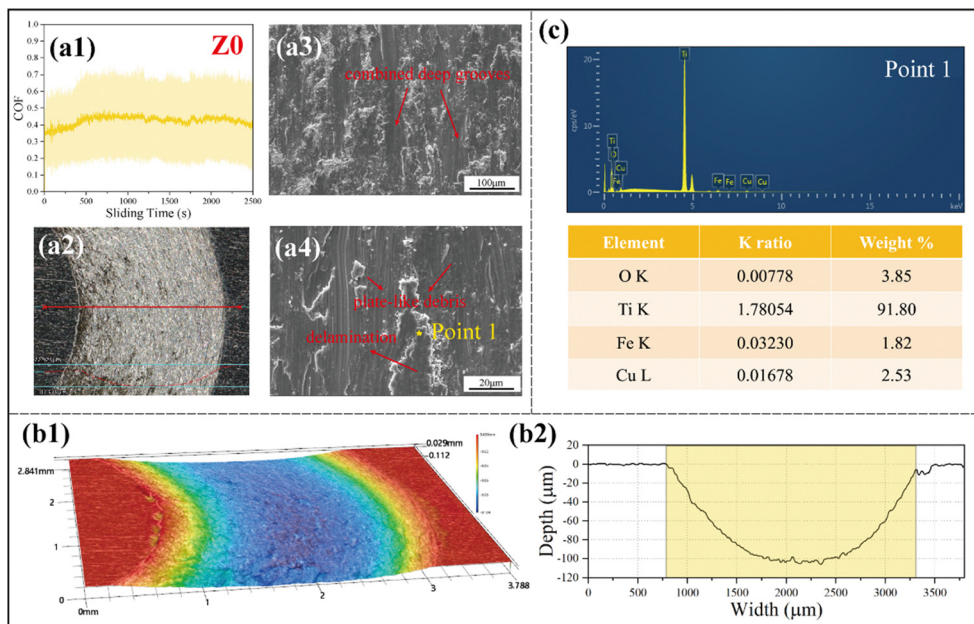 (a1)
Z0
1.0
0.9
0.8
0.7
0.6
0.5
0.4
0.3
0.2
0.1
0.0
COF
0
500
1000
1500
2000
2500
Sliding Time (s)
(a2)
(a3)
combined deep grooves
100μm
(a4)
plate-like debris
delamination
Point 1
20μm
(c)
Point 1
cps/eV
20
10
0
Ti
Ti
O
Cu
Fe
Ti
Fe
Fe
Cu
Cu
0
5
10
15
keV
Element K ratio Weight %
O K 0.00778 3.85
Ti K 1.78054 91.80
Fe K 0.03230 1.82
Cu L 0.01678 2.53
(b1)
0.029mm
-0.112
2.841mm
2
1
0
0mm
1
2
3
3.788
(b2)
20
0
-20
-40
-60
-80
-100
-120
Depth (μm)
0
500
1000
1500
2000
2500
3000
3500
Width (μm)